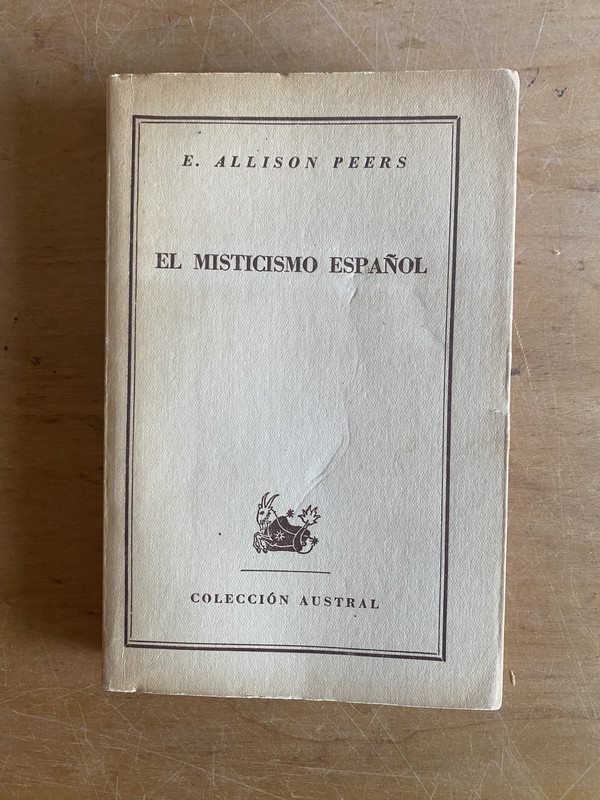 E. ALLISON PEERS
EL MISTICISMO ESPAÑOL
COLECCIÓN AUSTRAL